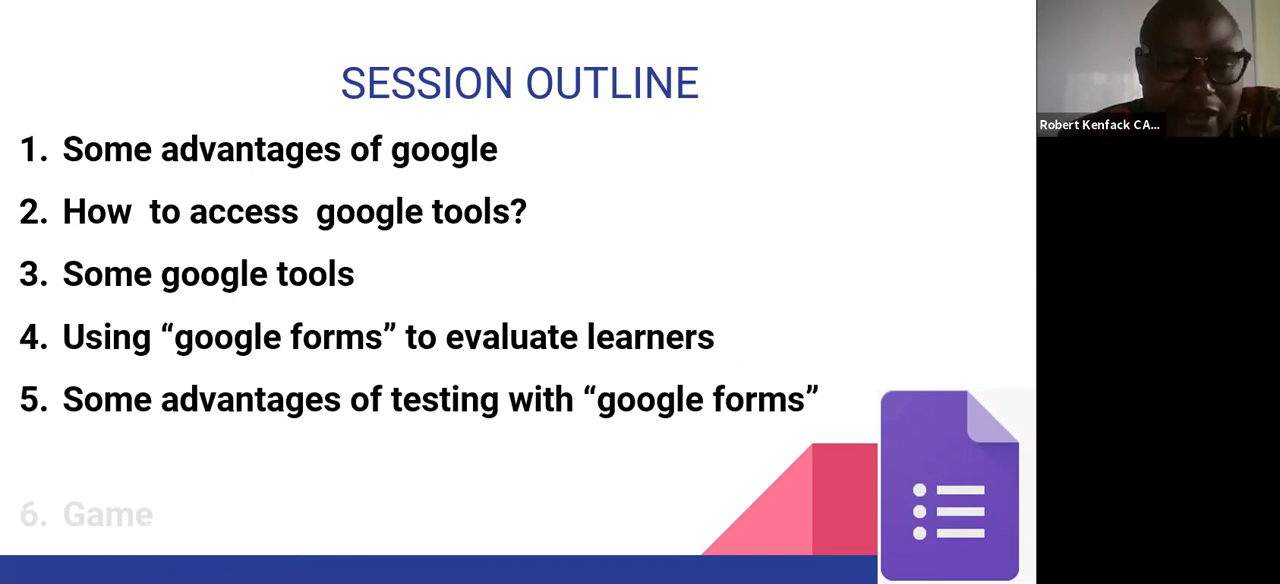 SESSION OUTLINE
1. Some advantages of google
2. How to access google tools?
3. Some google tools
4. Using “google forms” to evaluate learners
5. Some advantages of testing with “google forms”
6. Game
Robert Kenfack CA...